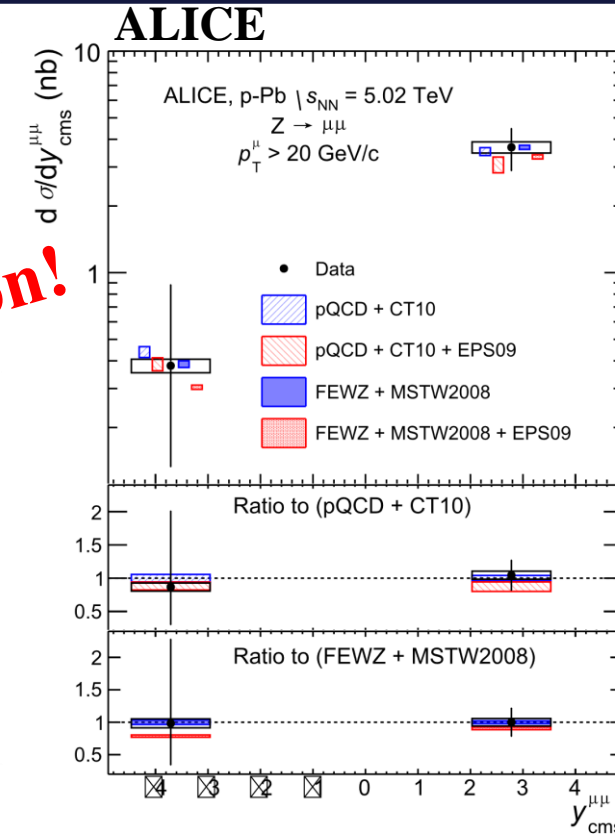 ALICE
on!
10
1
d σ/dy^μμ_cms (nb)
ALICE, p-Pb \ s_NN = 5.02 TeV
Z → μμ
p_T^μ > 20 GeV/c
Data
pQCD + CT10
pQCD + CT10 + EPS09
FEWZ + MSTW2008
FEWZ + MSTW2008 + EPS09
Ratio to (pQCD + CT10)
2
1.5
1
0.5
Ratio to (FEWZ + MSTW2008)
2
1.5
1
0.5
4 3 2 1 0 1 2 3 4
y^μμ_cms